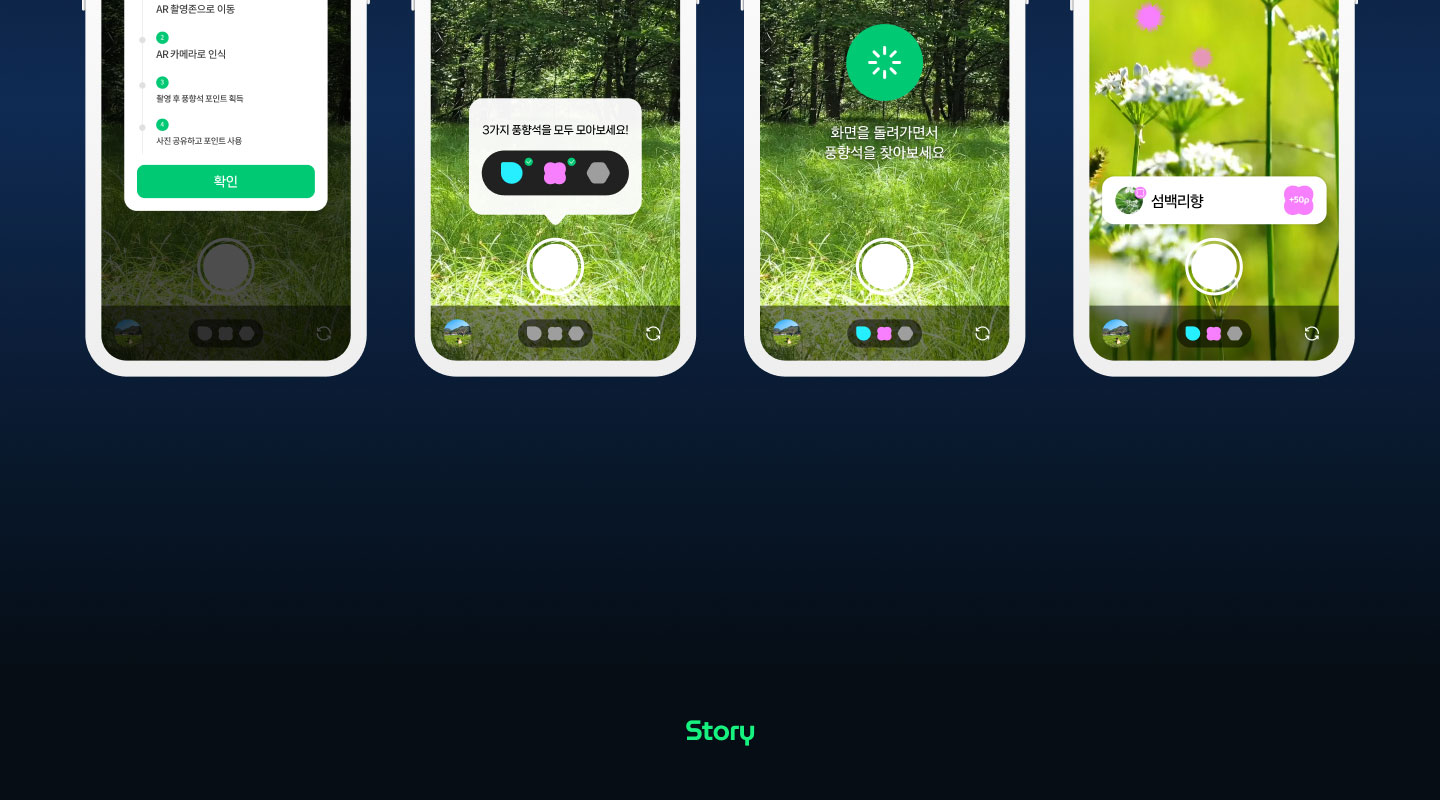 AR 촬영존으로 이동
2
AR 카메라로 인식
3
촬영 후 풍향석 포인트 획득
4
사진 공유하고 포인트 사용
확인
3가지 풍향석을 모두 모아보세요!
화면을 돌려가면서
풍향석을 찾아보세요
섬백리향
+50p
Story